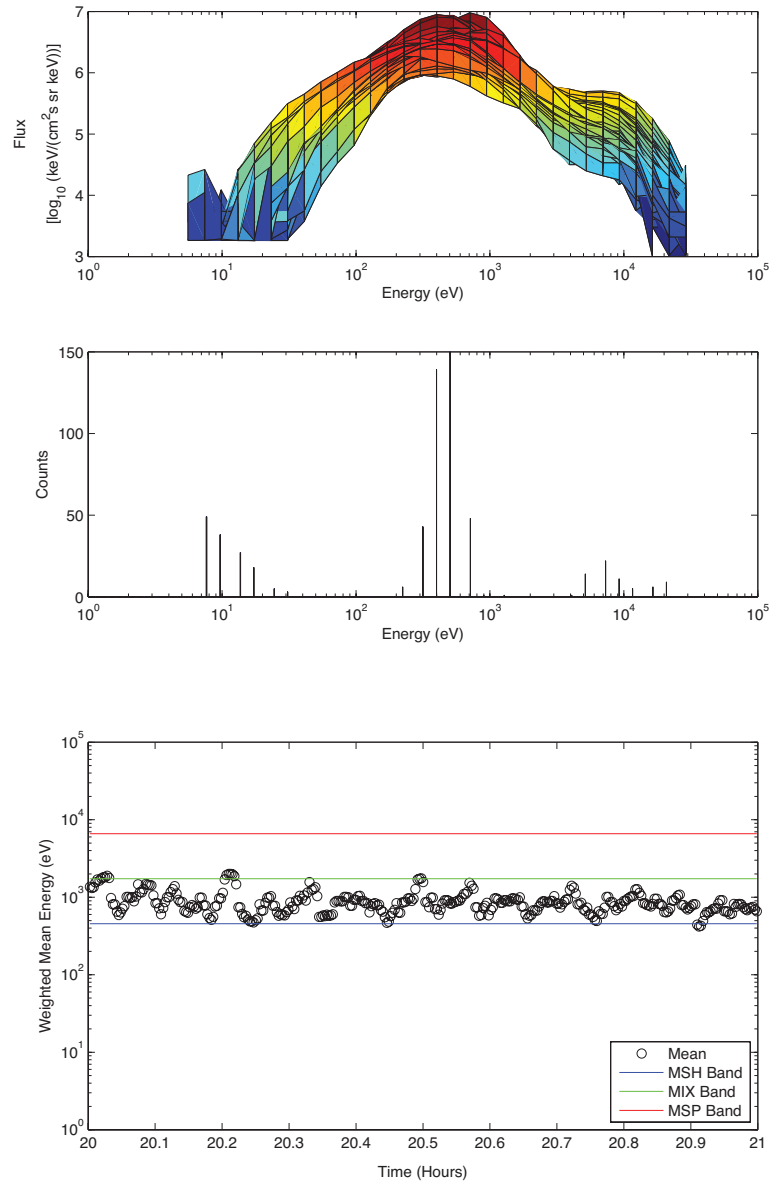 7
6
5
4
3
Flux
[log10 (keV/(cm2s sr keV))]
10^0 10^1 10^2 10^3 10^4 10^5
Energy (eV)
150
100
50
0
Counts
10^0 10^1 10^2 10^3 10^4 10^5
Energy (eV)
10^5
10^4
10^3
10^2
10^1
10^0
Weighted Mean Energy (eV)
Mean
MSH Band
MIX Band
MSP Band
20 20.1 20.2 20.3 20.4 20.5 20.6 20.7 20.8 20.9 21
Time (Hours)